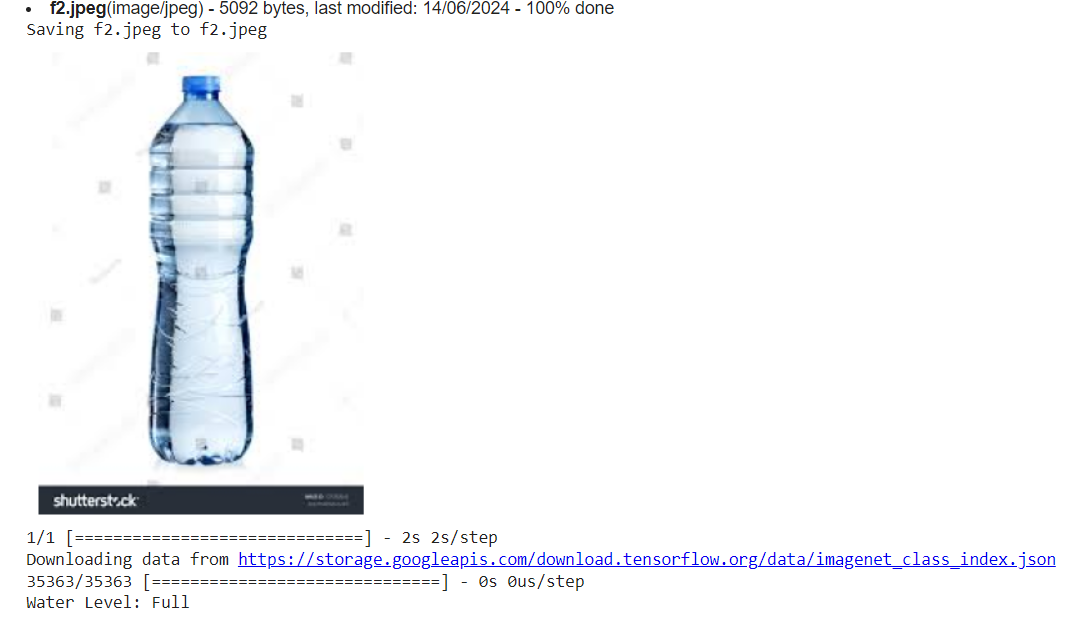 f2.jpeg(image/jpeg) - 5092 bytes, last modified: 14/06/2024 - 100% done
Saving f2.jpeg to f2.jpeg
shutterstock
1/1 [==============================] - 2s 2s/step
Downloading data from https://storage.googleapis.com/download.tensorflow.org/data/imagenet_class_index.json
35363/35363 [==============================] - 0s 0us/step
Water Level: Full